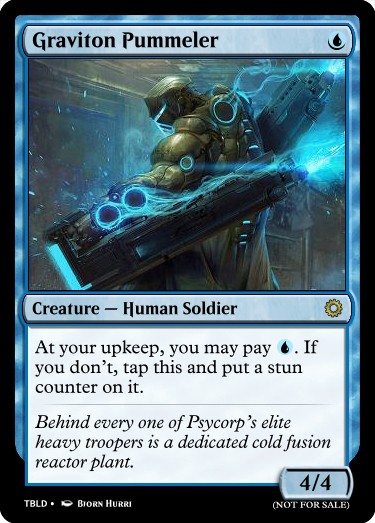 Graviton Pummeler
Creature — Human Soldier
At your upkeep, you may pay . If
you don't, tap this and put a stun
counter on it.
Behind every one of Psycorp's elite
heavy troopers is a dedicated cold fusion
reactor plant.
4/4
TBLD • Bjorn Hurri
(NOT FOR SALE)